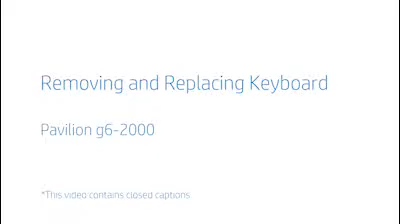 Removing and Replacing Keyboard
Pavilion g6-2000
*This video contains closed captions